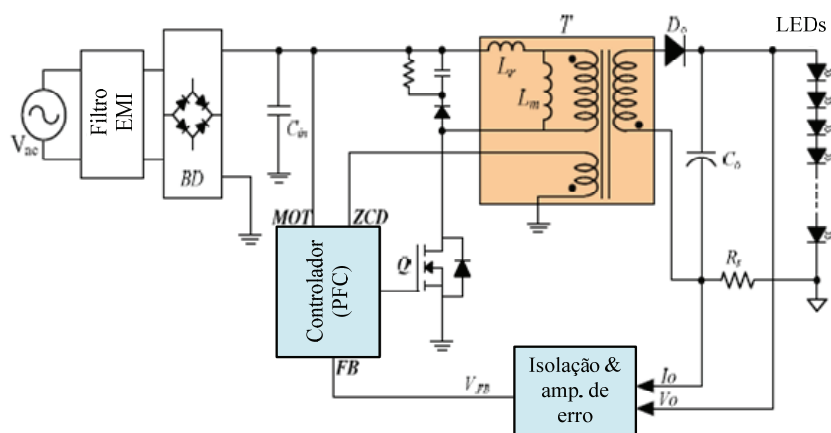 T
LEDs
Vac
Filtro
EMI
BD
Cin
Lr
Lm
Do
Co
MOT ZCD
Controlador
(PFC)
FB
Q
Rs
VFB
Isolação &
amp. de
erro
Io
Vo